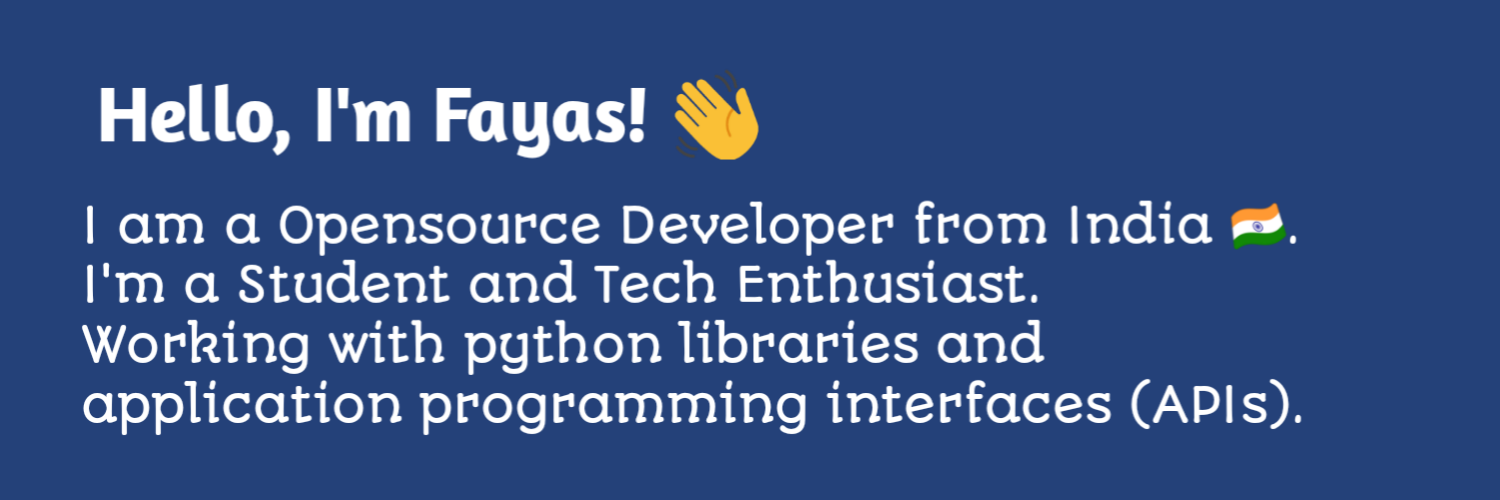 Hello, I'm Fayas! 👋
I am a Opensource Developer from India 🇮🇳.
I'm a Student and Tech Enthusiast.
Working with python libraries and
application programming interfaces (APIs).